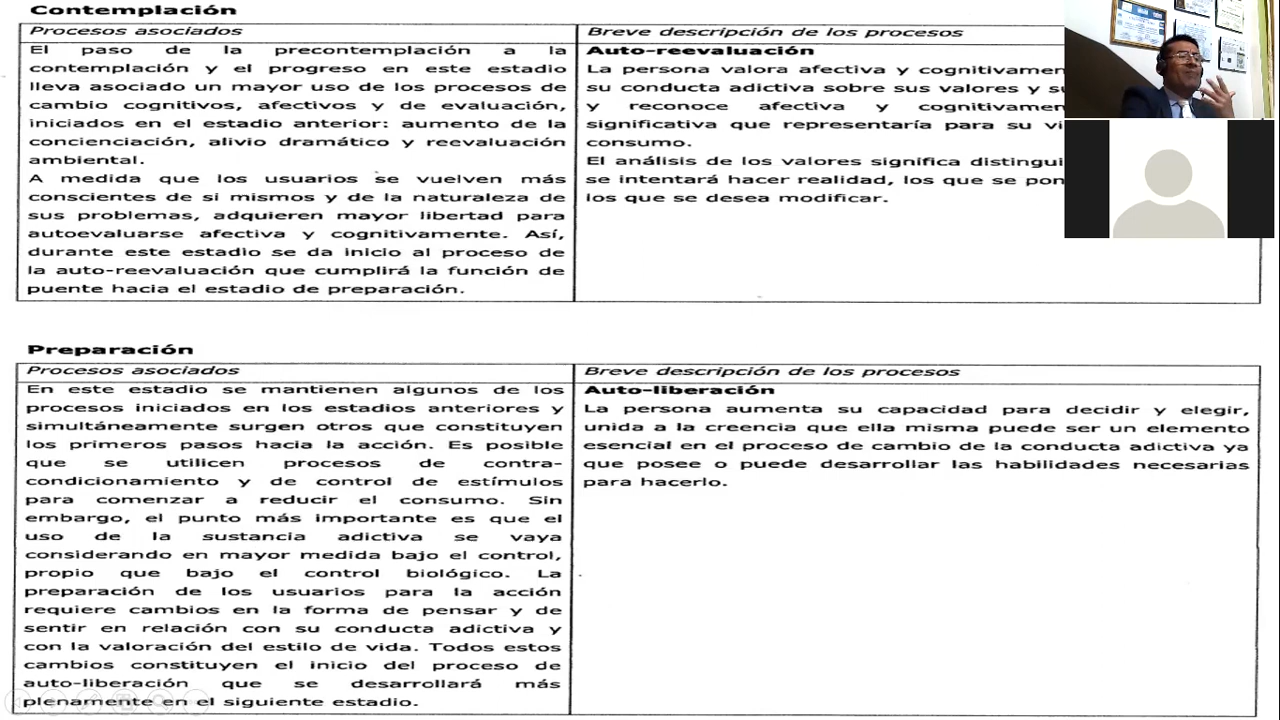 Contemplación
Procesos asociados
El paso de la precontemplación a la
contemplación y el progreso en este estadio
lleva asociado un mayor uso de los procesos de
cambio cognitivos, afectivos y de evaluación,
iniciados en el estadio anterior: aumento de la
concienciación, alivio dramático y reevaluación
ambiental.
A medida que los usuarios se vuelven más
conscientes de si mismos y de la naturaleza de
sus problemas, adquieren mayor libertad para
autoevaluarse afectiva y cognitivamente. Así,
durante este estadio se da inicio al proceso de
la auto-reevaluación que cumplirá la función de
puente hacia el estadio de preparación.
Breve descripción de los procesos
Auto-reevaluación
La persona valora afectiva y cognitivamen
su conducta adictiva sobre sus valores y s
y reconoce afectiva y cognitivamen
significativa que representaría para su vi
consumo.
El análisis de los valores significa distingui
se intentará hacer realidad, los que se pon
los que se desea modificar.
Preparación
Procesos asociados
En este estadio se mantienen algunos de los
procesos iniciados en los estadios anteriores y
simultáneamente surgen otros que constituyen
los primeros pasos hacia la acción. Es posible
que se utilicen procesos de contra-
condicionamiento y de control de estímulos
para comenzar a reducir el consumo. Sin
embargo, el punto más importante es que el
uso de la sustancia adictiva se vaya
considerando en mayor medida bajo el control,
propio que bajo el control biológico. La
preparación de los usuarios para la acción
requiere cambios en la forma de pensar y de
sentir en relación con su conducta adictiva y
con la valoración del estilo de vida. Todos estos
cambios constituyen el inicio del proceso de
auto-liberación que se desarrollará más
plenamente en el siguiente estadio.
Breve descripción de los procesos
Auto-liberación
La persona aumenta su capacidad para decidir y elegir,
unida a la creencia que ella misma puede ser un elemento
esencial en el proceso de cambio de la conducta adictiva ya
que posee o puede desarrollar las habilidades necesarias
para hacerlo.